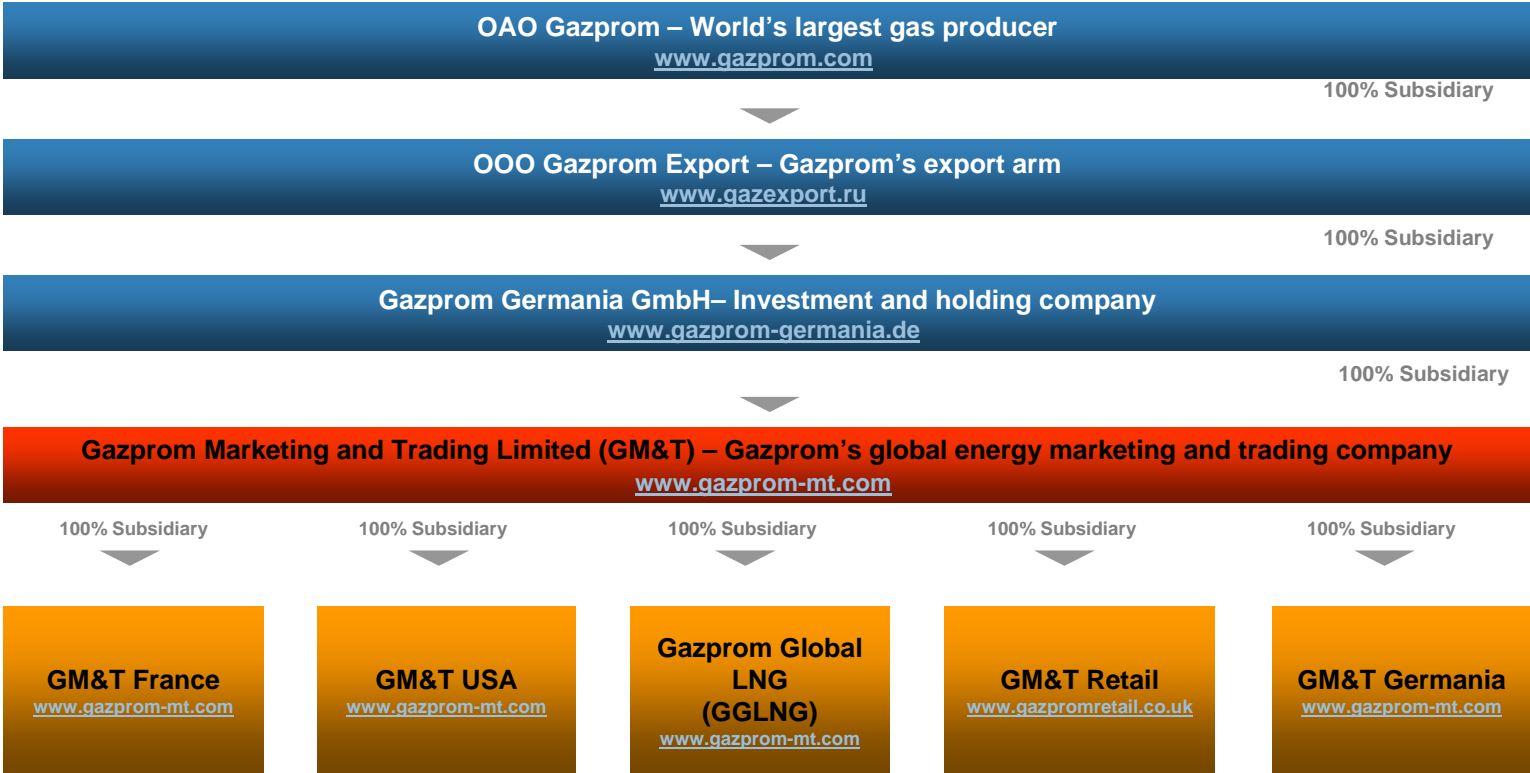 OAO Gazprom – World's largest gas producer
www.gazprom.com
100% Subsidiary
OOO Gazprom Export – Gazprom's export arm
www.gazexport.ru
100% Subsidiary
Gazprom Germania GmbH– Investment and holding company
www.gazprom-germania.de
100% Subsidiary
Gazprom Marketing and Trading Limited (GM&T) – Gazprom's global energy marketing and trading company
www.gazprom-mt.com
100% Subsidiary
100% Subsidiary
100% Subsidiary
100% Subsidiary
100% Subsidiary
GM&T France
www.gazprom-mt.com
GM&T USA
www.gazprom-mt.com
Gazprom Global
LNG
(GGLNG)
www.gazprom-mt.com
GM&T Retail
www.gazpromretail.co.uk
GM&T Germania
www.gazprom-mt.com